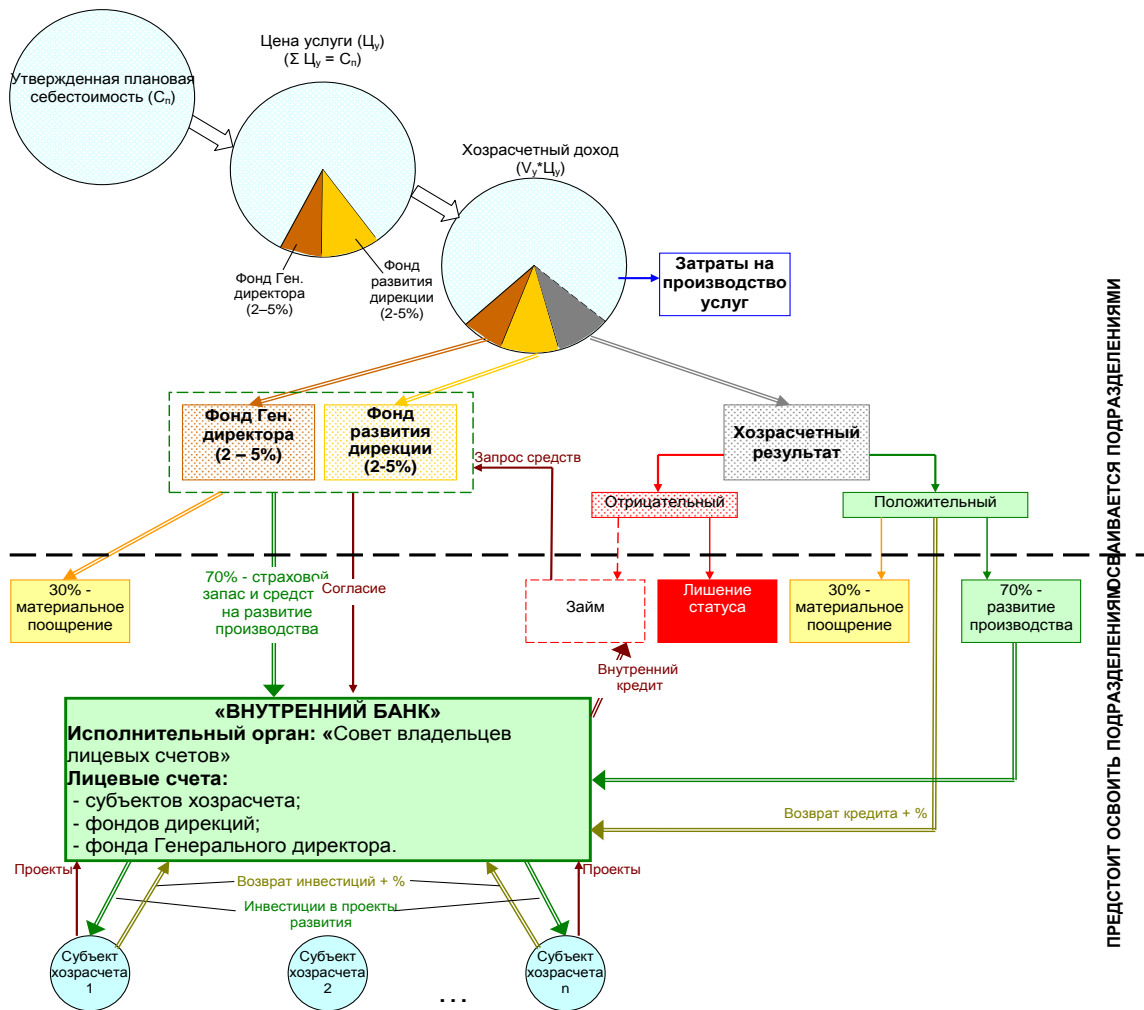 Утвержденная плановая
себестоимость (Сп)
Цена услуги (Цу)
(Σ Цу = Сп)
Хозрасчетный доход
(Vу*Цу)
Фонд Ген.
директора
(2–5%)
Фонд
развития
дирекции
(2-5%)
Затраты на
производство
услуг
Фонд Ген.
директора
(2 – 5%)
Фонд
развития
дирекции
(2-5%)
Хозрасчетный
результат
Запрос средств
Отрицательный
Положительный
30% -
материальное
поощрение
70% - страховой
запас и средст
на развитие
производства
Согласие
Займ
Лишение
статуса
30% -
материальное
поощрение
70% -
развитие
производства
Внутренний
кредит
«ВНУТРЕННИЙ БАНК»
Исполнительный орган: «Совет владельцев
лицевых счетов»
Лицевые счета:
- субъектов хозрасчета;
- фондов дирекций;
- фонда Генерального директора.
Возврат кредита + %
Проекты
Возврат инвестиций + %
Инвестиции в проекты
развития
Проекты
Субъект
хозрасчета
1
Субъект
хозрасчета
2
...
Субъект
хозрасчета
n
ОСВАИВАЕТСЯ ПОДРАЗДЕЛЕНИЯМИ
ПРЕДСТОИТ ОСВОИТЬ ПОДРАЗДЕЛЕНИЯМ